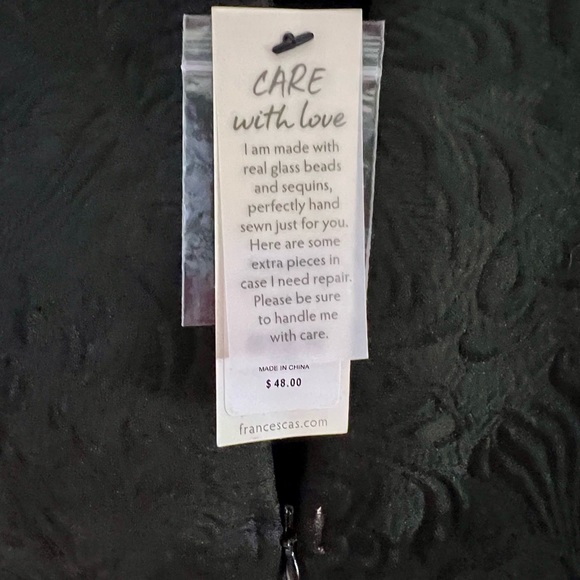 CARE
with love
I am made with
real glass beads
and sequins,
perfectly hand
sewn just for you.
Here are some
extra pieces in
case I need repair.
Please be sure
to handle me
with care.
MADE IN CHINA
$ 48.00
francescas.com